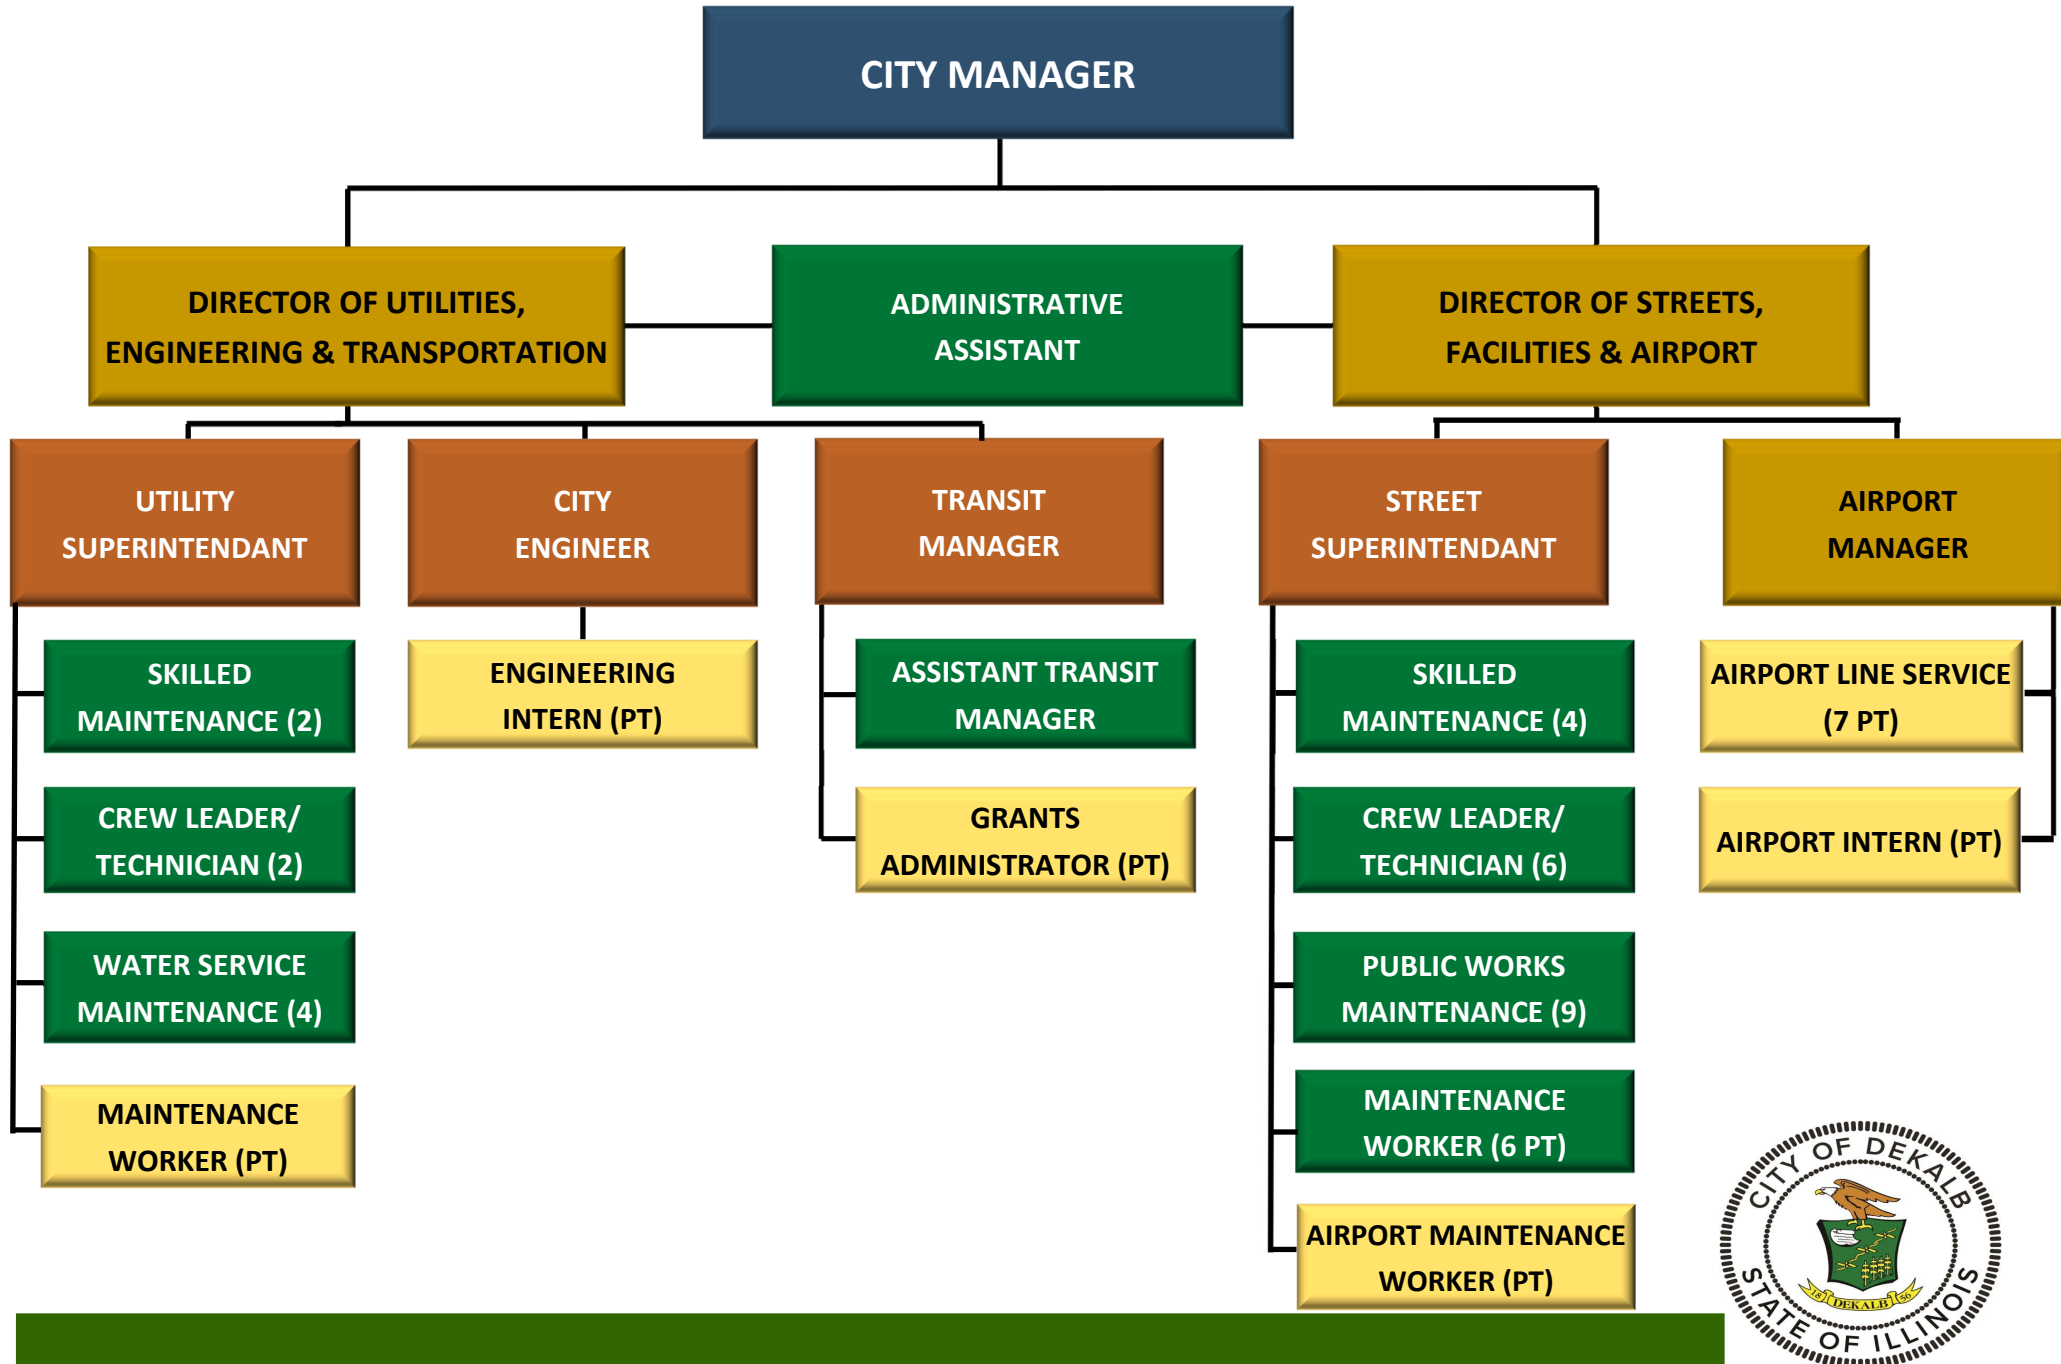 CITY MANAGER
DIRECTOR OF UTILITIES,
ENGINEERING & TRANSPORTATION
ADMINISTRATIVE
ASSISTANT
DIRECTOR OF STREETS,
FACILITIES & AIRPORT
UTILITY
SUPERINTENDANT
CITY
ENGINEER
TRANSIT
MANAGER
STREET
SUPERINTENDANT
AIRPORT
MANAGER
SKILLED
MAINTENANCE (2)
CREW LEADER/
TECHNICIAN (2)
WATER SERVICE
MAINTENANCE (4)
MAINTENANCE
WORKER (PT)
ENGINEERING
INTERN (PT)
ASSISTANT TRANSIT
MANAGER
GRANTS
ADMINISTRATOR (PT)
SKILLED
MAINTENANCE (4)
CREW LEADER/
TECHNICIAN (6)
PUBLIC WORKS
MAINTENANCE (9)
MAINTENANCE
WORKER (6 PT)
AIRPORT MAINTENANCE
WORKER (PT)
AIRPORT LINE SERVICE
(7 PT)
AIRPORT INTERN (PT)
CITY OF DEKALB
18 DEKALB 56
STATE OF ILLINOIS